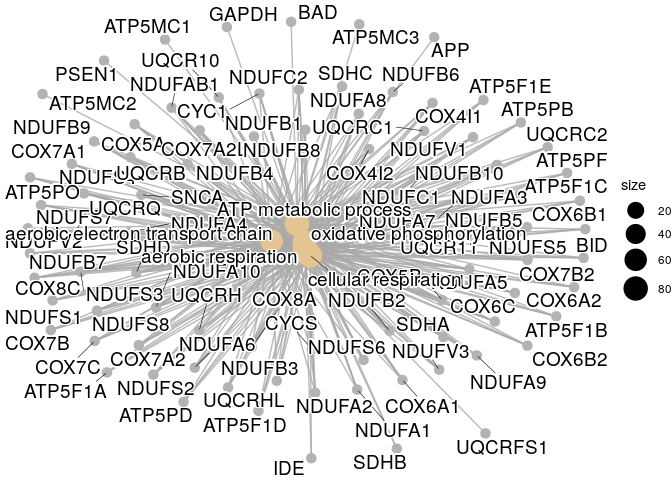 GAPDH
BAD
ATP5MC1
ATP5MC3
APP
UQCR10
PSEN1
NDUFAB1
NDUFC2
SDHC
NDUFB6
ATP5F1E
ATP5MC2
CYC1
NDUFA8
ATP5PB
NDUFB9
NDUFB1
UQCRC1
COX4I1
UQCRC2
COX7A1
COX5A
COX7A2L
NDUFB8
NDUFV1
ATP5PF
UQCRB
NDUFB4
COX4I2
NDUFB10
ATP5F1C
ATP5PO
SNCA
NDUFC1
NDUFA3
UQCRQ
ATP metabolic process
COX6B1
NDUFS7
NDUFA4
NDUFA7
NDUFB5
aerobic electron transport chain
oxidative phosphorylation
NDUFV2
SDHD
UQCR11
NDUFS5
BID
NDUFB7
aerobic respiration
NDUFA10
COX5B
COX7B2
cellular respiration
NDUFA5
COX8C
NDUFS3
UQCRH
COX8A
NDUFB2
COX6C
COX6A2
NDUFS1
NDUFS8
CYCS
SDHA
ATP5F1B
COX7B
NDUFA6
NDUFS6
NDUFV3
COX6B2
COX7C
COX7A2
NDUFB3
NDUFA9
ATP5F1A
NDUFS2
UQCRHL
NDUFA2
COX6A1
ATP5PD
ATP5F1D
NDUFA1
UQCRFS1
IDE
SDHB
size
20
40
60
80